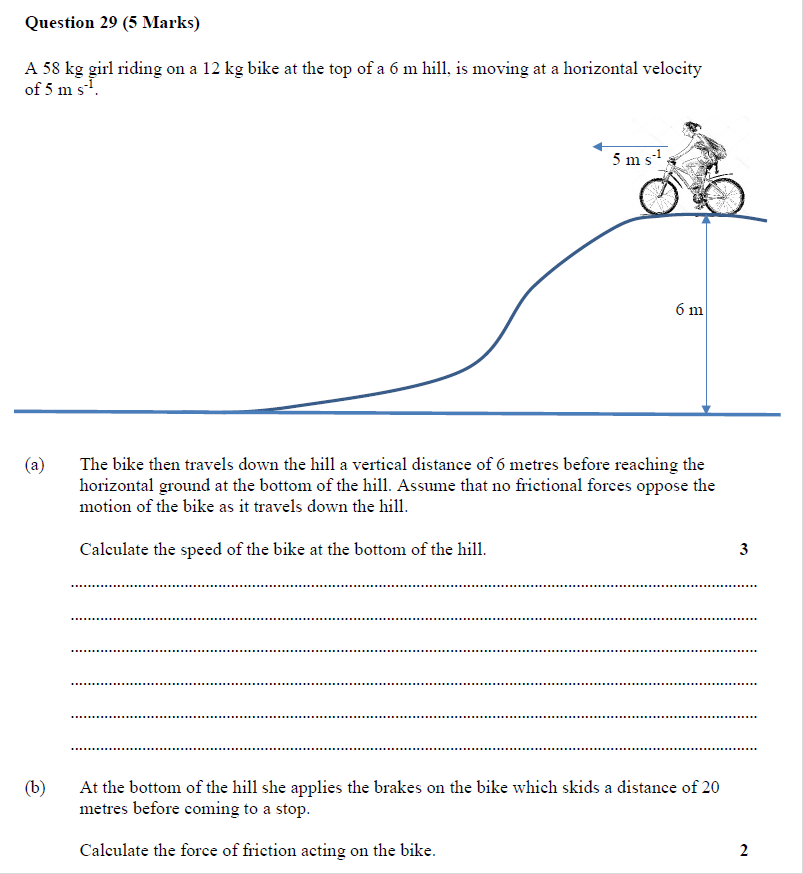 Question 29 (5 Marks)
A 58 kg girl riding on a 12 kg bike at the top of a 6 m hill, is moving at a horizontal velocity
of 5 m s⁻¹.
5 m s⁻¹
6 m
(a) The bike then travels down the hill a vertical distance of 6 metres before reaching the
horizontal ground at the bottom of the hill. Assume that no frictional forces oppose the
motion of the bike as it travels down the hill.
Calculate the speed of the bike at the bottom of the hill. 3
(b) At the bottom of the hill she applies the brakes on the bike which skids a distance of 20
metres before coming to a stop.
Calculate the force of friction acting on the bike. 2